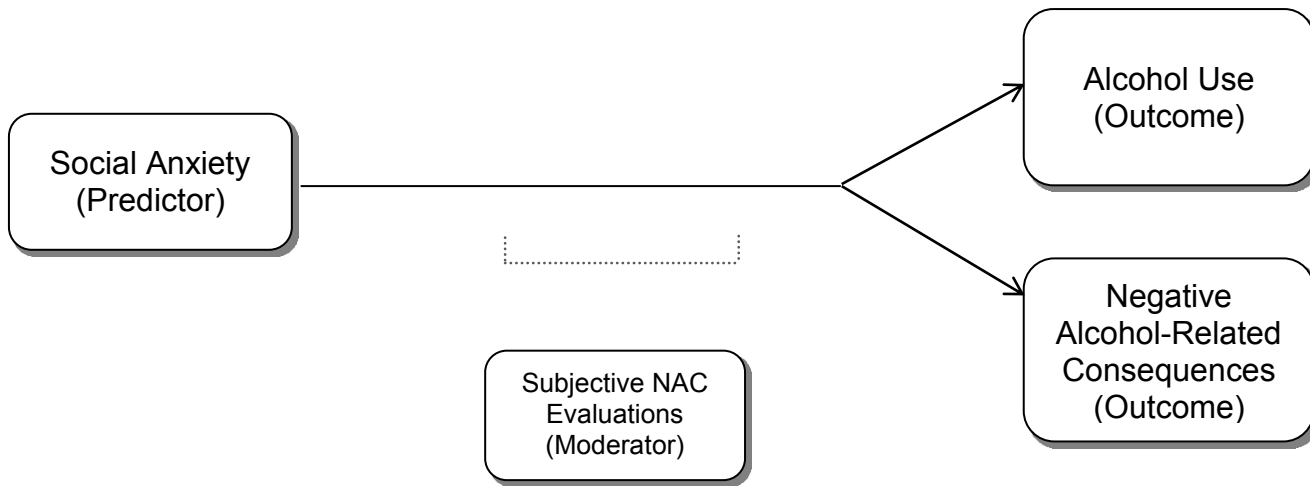 Social Anxiety
(Predictor)
Alcohol Use
(Outcome)
Negative
Alcohol-Related
Consequences
(Outcome)
Subjective NAC
Evaluations
(Moderator)